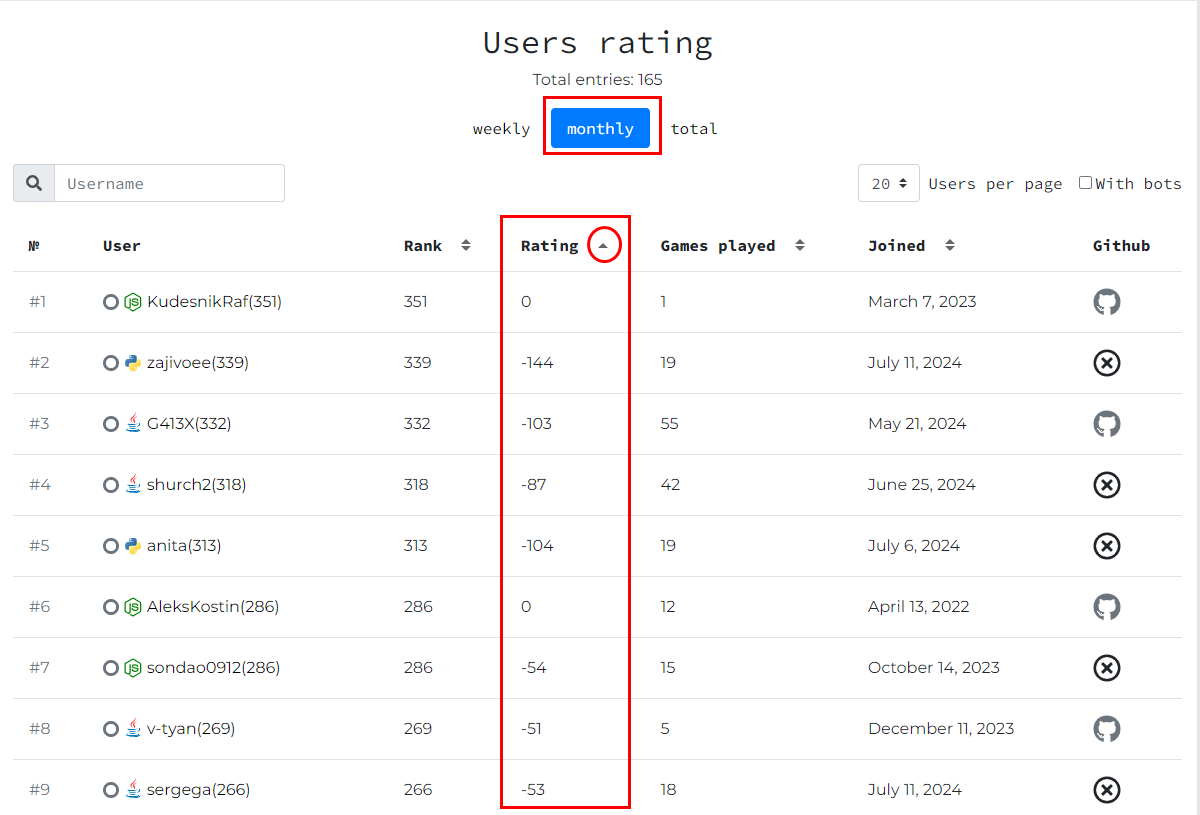 Users rating
Total entries: 165
weekly monthly total
Username 20 Users per page With bots
№ User Rank Rating Games played Joined Github
#1 KudesnikRaf(351) 351 0 1 March 7, 2023
#2 zajivoee(339) 339 -144 19 July 11, 2024
#3 G413X(332) 332 -103 55 May 21, 2024
#4 shurch2(318) 318 -87 42 June 25, 2024
#5 anita(313) 313 -104 19 July 6, 2024
#6 AleksKostin(286) 286 0 12 April 13, 2022
#7 sondao0912(286) 286 -54 15 October 14, 2023
#8 v-tyan(269) 269 -51 5 December 11, 2023
#9 sergega(266) 266 -53 18 July 11, 2024